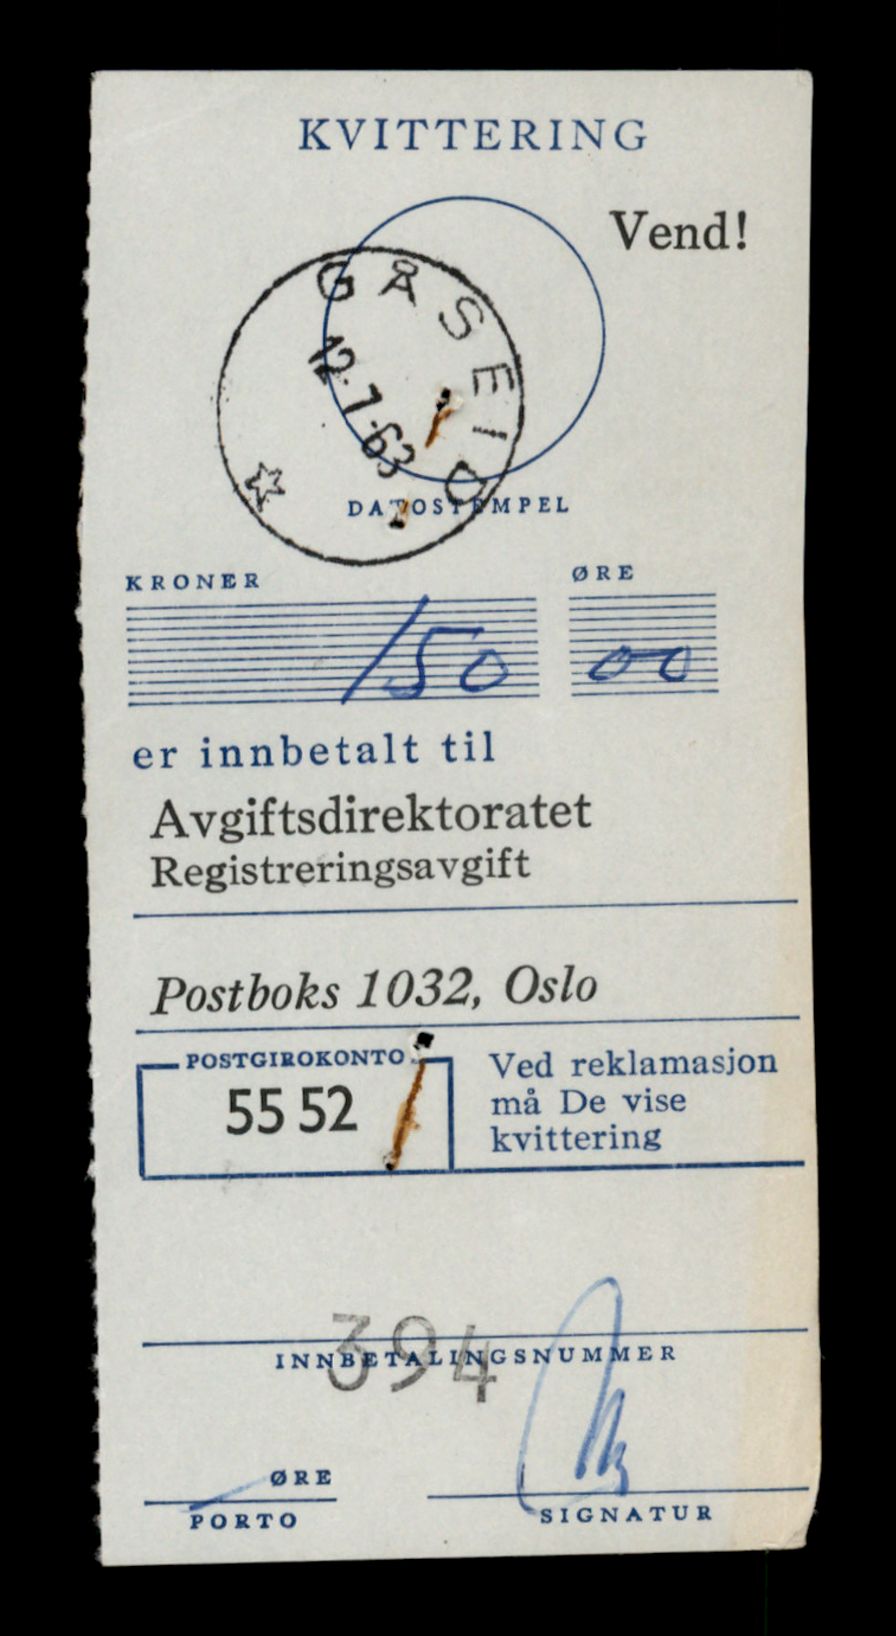 KVITTERING
Vend!
GÅSEID
12.7.63
DATOSTEMPEL
KRONER ØRE
150 00
er innbetalt til
Avgiftsdirektoratet
Registreringsavgift
Postboks 1032, Oslo
POSTGIROKONTO
55 52
Ved reklamasjon
må De vise
kvittering
394
INNBETALINGSNUMMER
ØRE
PORTO
SIGNATUR